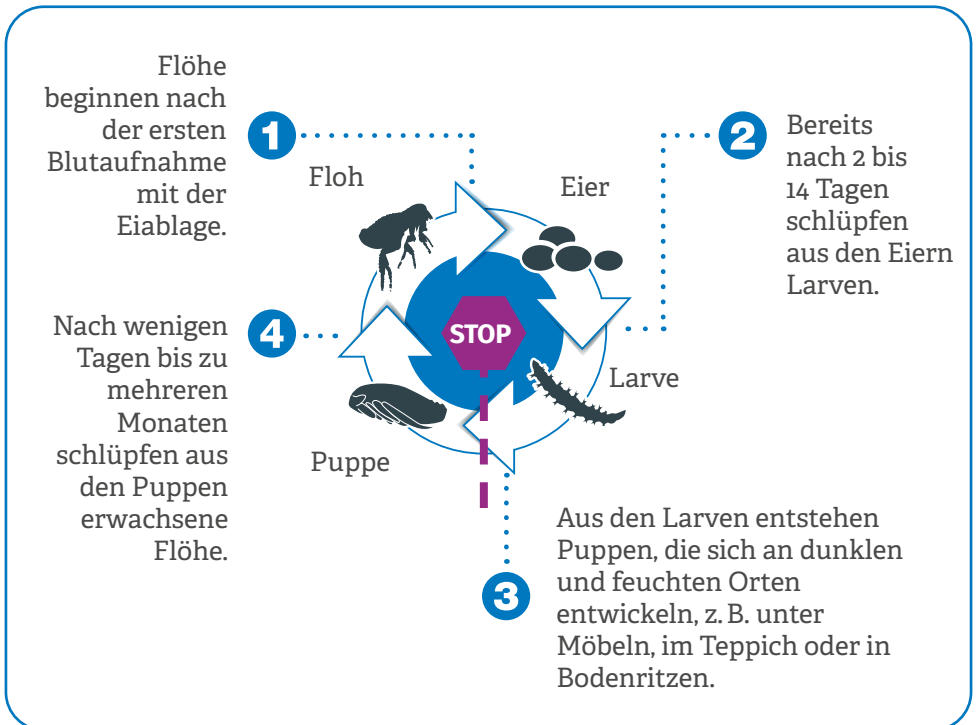 Flöhe
beginnen nach
der ersten
Blutaufnahme
mit der
Eiablage.
1
Floh
Eier
2
Bereits
nach 2 bis
14 Tagen
schlüpfen
aus den Eiern
Larven.
STOP
4
Nach wenigen
Tagen bis zu
mehreren
Monaten
schlüpfen aus
den Puppen
erwachsene
Flöhe.
Larve
Puppe
3
Aus den Larven entstehen
Puppen, die sich an dunklen
und feuchten Orten
entwickeln, z. B. unter
Möbeln, im Teppich oder in
Bodenritzen.